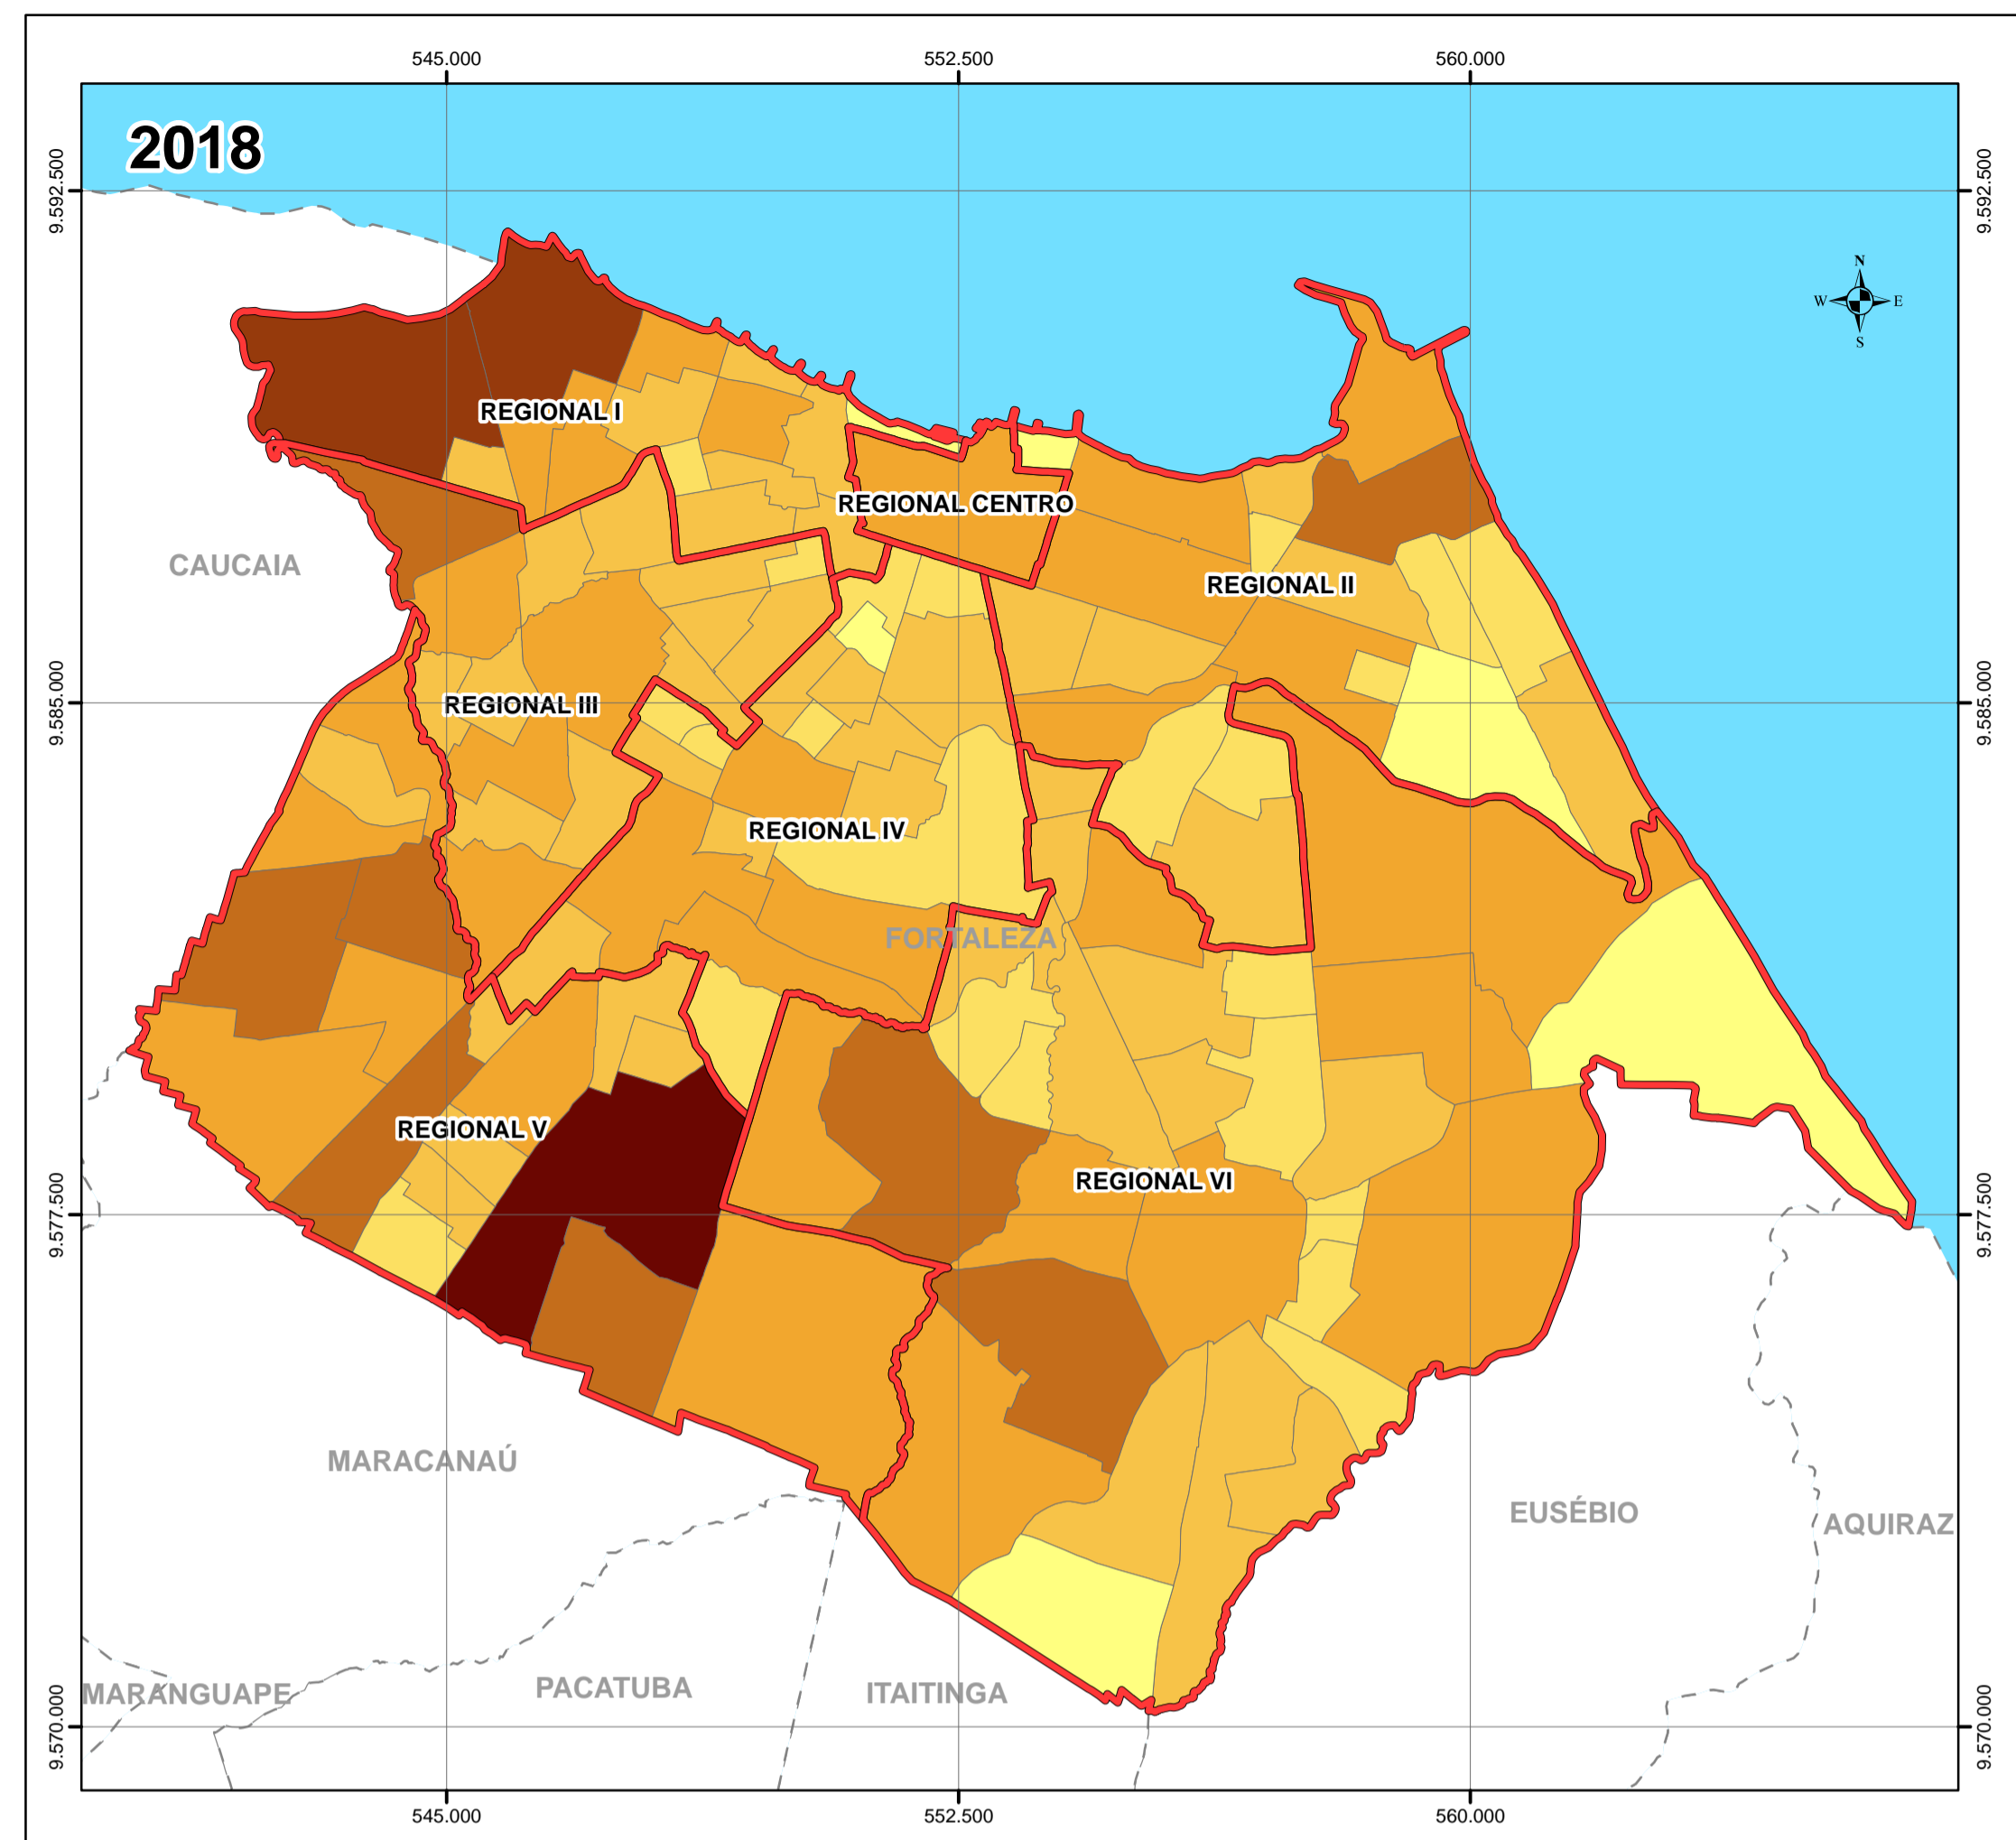 545.000 552.500 560.000
2018
9.592.500 9.592.500
N
W E
S
REGIONAL I
REGIONAL CENTRO
CAUCAIA
REGIONAL II
9.585.000 9.585.000
REGIONAL III
REGIONAL IV
FORTALEZA
REGIONAL V
REGIONAL VI
9.577.500 9.577.500
MARACANAÚ
EUSÉBIO
AQUIRAZ
MARANGUAPE
PACATUBA
ITAITINGA
9.570.000 9.570.000
545.000 552.500 560.000